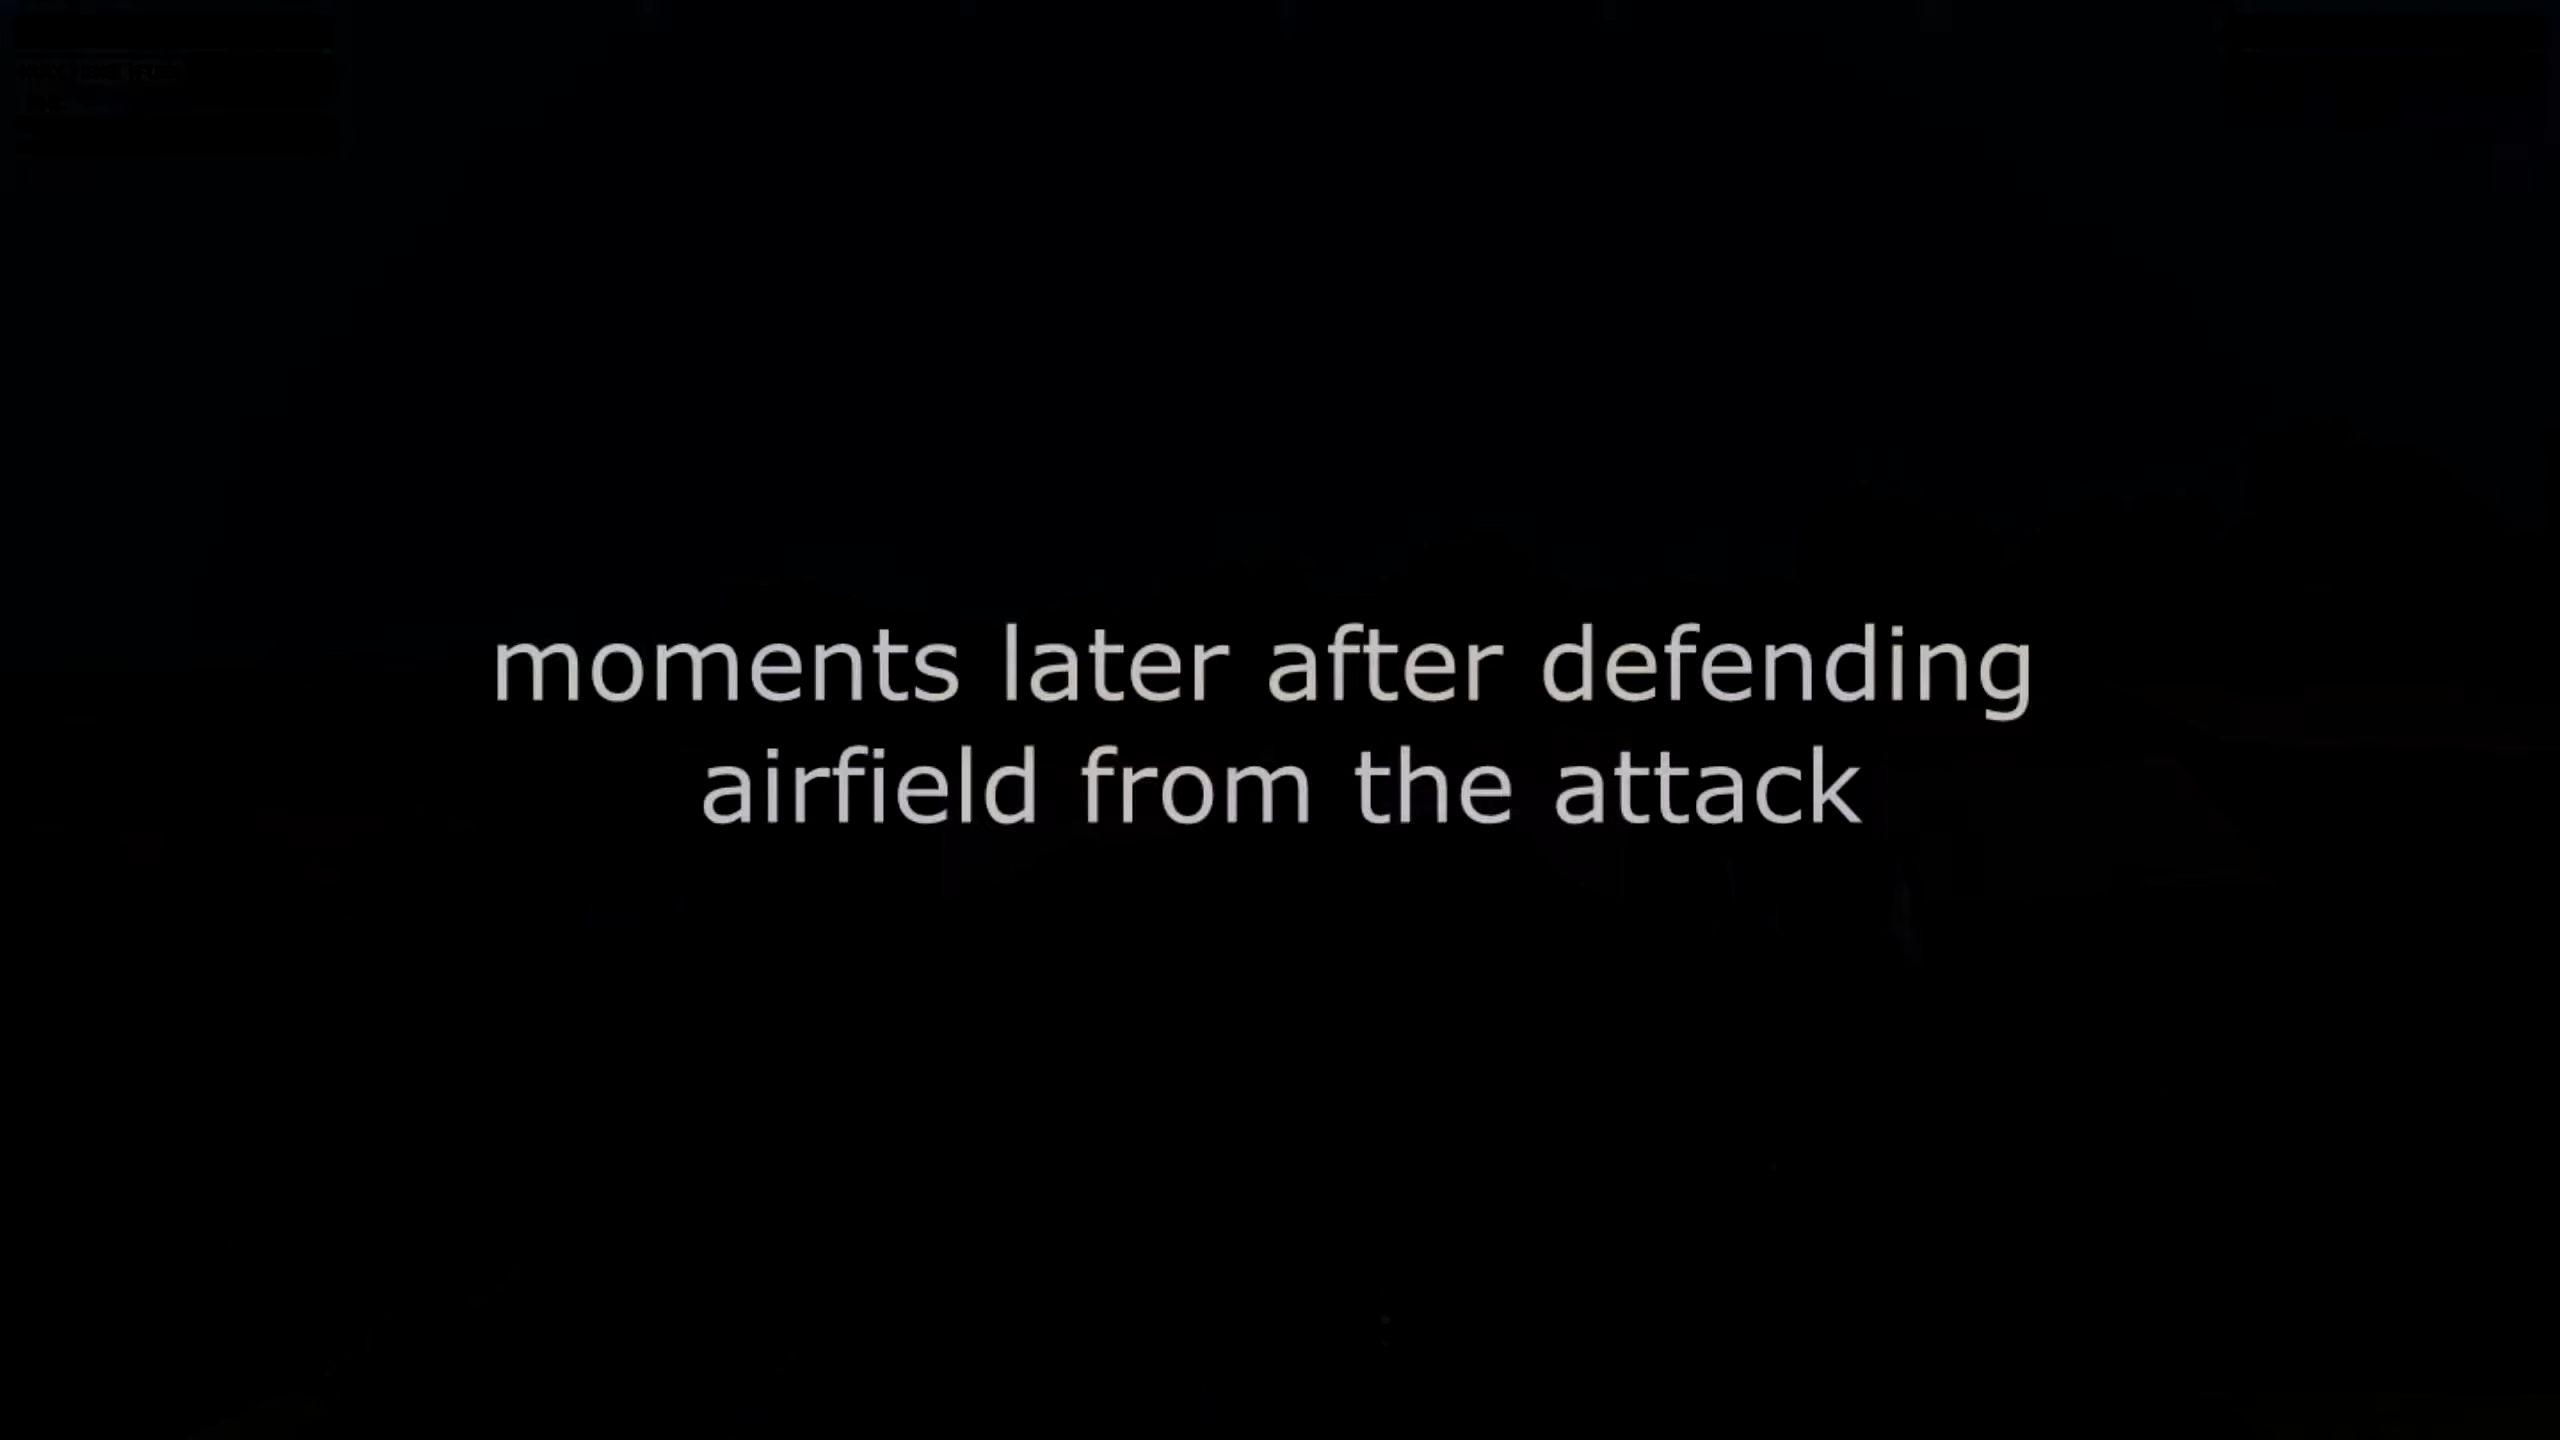 moments later after defending
airfield from the attack